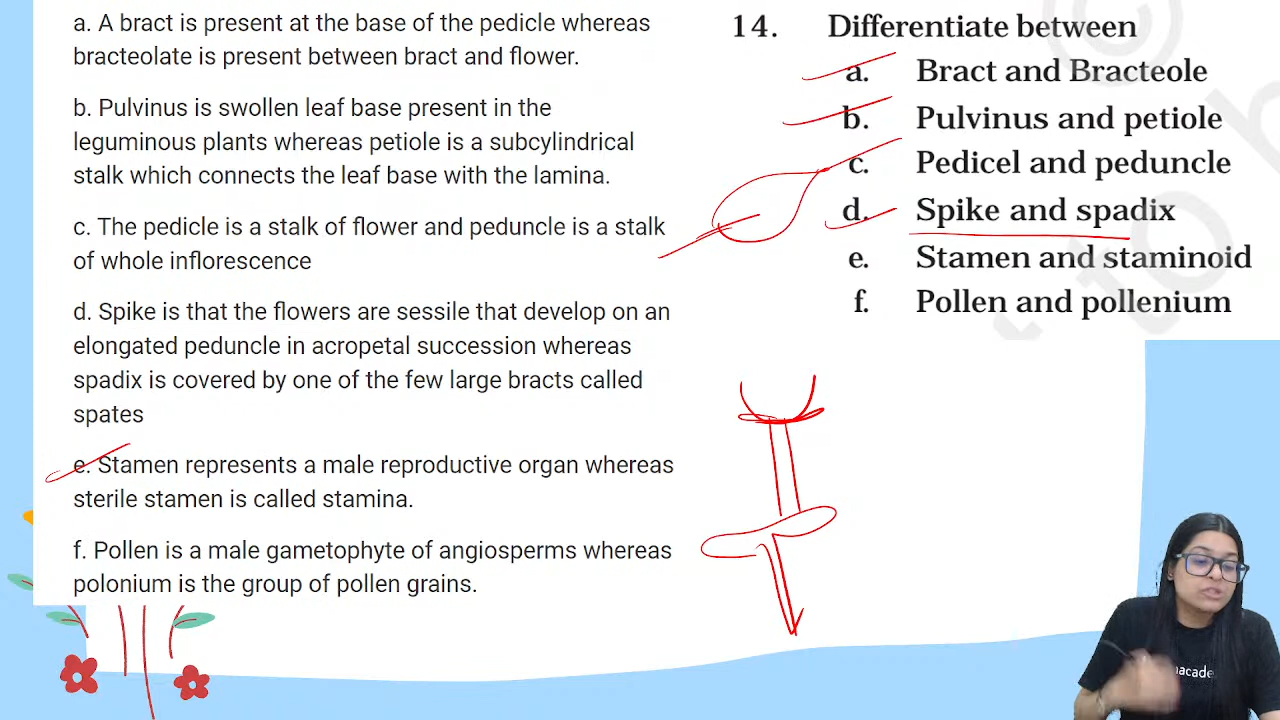 a. A bract is present at the base of the pedicle whereas
bracteolate is present between bract and flower.
b. Pulvinus is swollen leaf base present in the
leguminous plants whereas petiole is a subcylindrical
stalk which connects the leaf base with the lamina.
c. The pedicle is a stalk of flower and peduncle is a stalk
of whole inflorescence
d. Spike is that the flowers are sessile that develop on an
elongated peduncle in acropetal succession whereas
spadix is covered by one of the few large bracts called
spates
e. Stamen represents a male reproductive organ whereas
sterile stamen is called stamina.
f. Pollen is a male gametophyte of angiosperms whereas
polonium is the group of pollen grains.
14. Differentiate between
a. Bract and Bracteole
b. Pulvinus and petiole
c. Pedicel and peduncle
d. Spike and spadix
e. Stamen and staminoid
f. Pollen and pollenium